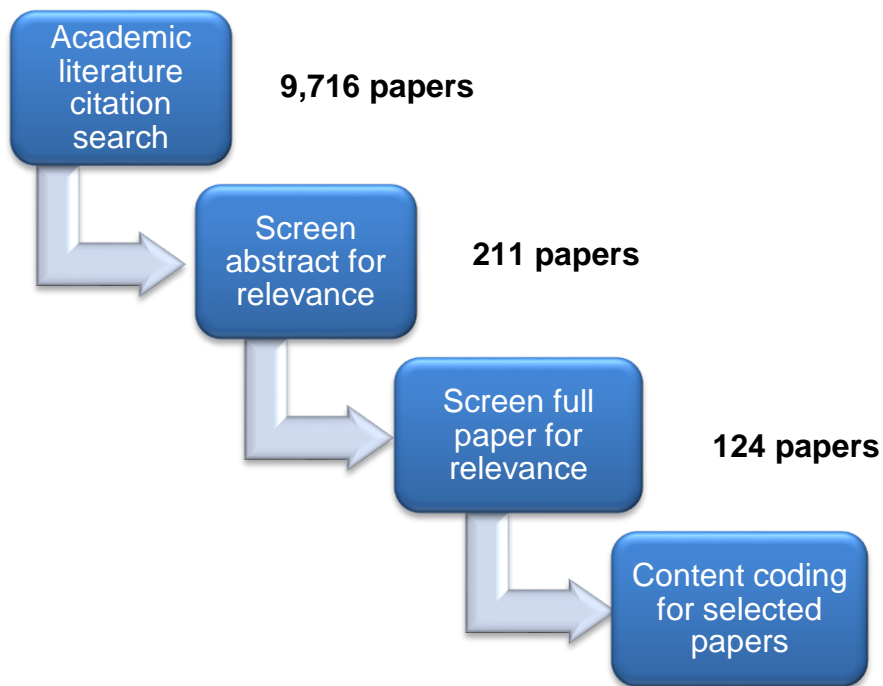 Academic
literature
citation
search
9,716 papers
Screen
abstract for
relevance
211 papers
Screen full
paper for
relevance
124 papers
Content coding
for selected
papers